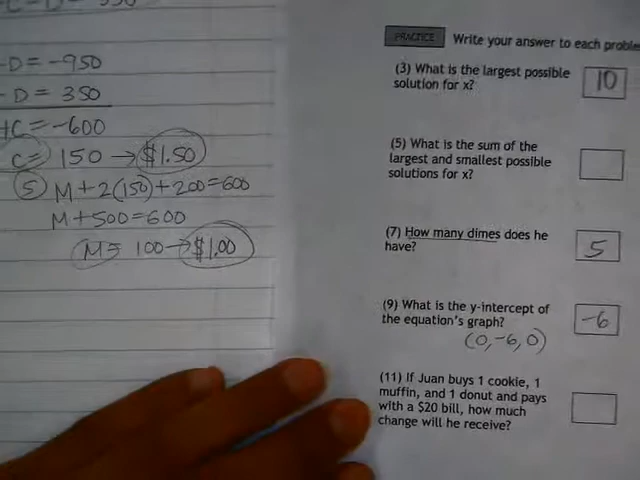 -D = -950
-D = 350
+C = -600
C = 150 → $1.50
5 M + 2(150) + 200 = 600
M + 500 = 600
M = 100 → $1.00
PRACTICE Write your answer to each
(3) What is the largest possible
solution for x?
10
(5) What is the sum of the
largest and smallest possible
solutions for x?
(7) How many dimes does he
have?
5
(9) What is the y-intercept of
the equation's graph?
-6
(0, -6, 0)
(11) If Juan buys 1 cookie, 1
muffin, and 1 donut and pays
with a $20 bill, how much
change will he receive?